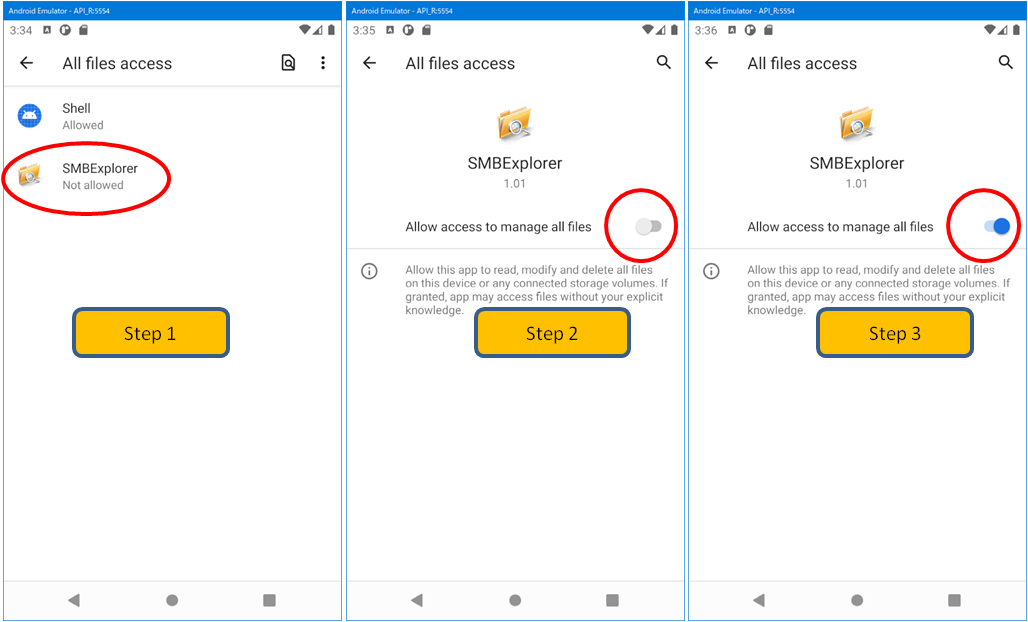 Android Emulator - API_R:5554
3:34
All files access
Shell
Allowed
SMBExplorer
Not allowed
Step 1
Android Emulator - API_R:5554
3:35
All files access
SMBExplorer
1.01
Allow access to manage all files
Allow this app to read, modify and delete all files
on this device or any connected storage volumes. If
granted, app may access files without your explicit
knowledge.
Step 2
Android Emulator - API_R:5554
3:36
All files access
SMBExplorer
1.01
Allow access to manage all files
Allow this app to read, modify and delete all files
on this device or any connected storage volumes. If
granted, app may access files without your explicit
knowledge.
Step 3